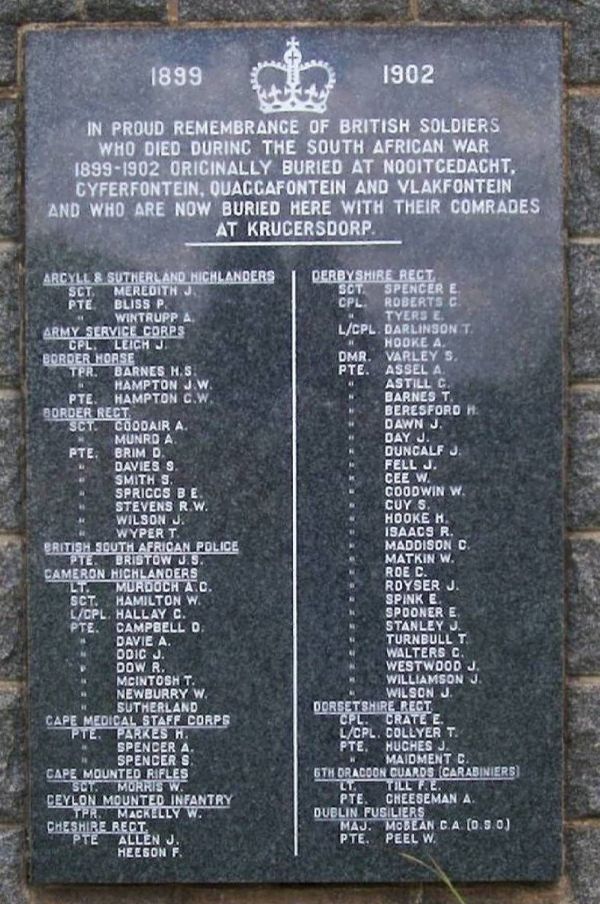 1899 1902
IN PROUD REMEMBRANCE OF BRITISH SOLDIERS
WHO DIED DURING THE SOUTH AFRICAN WAR
1899-1902 ORIGINALLY BURIED AT NOOITGEDACHT,
CYFERFONTEIN, QUAGGAFONTEIN AND VLAKFONTEIN
AND WHO ARE NOW BURIED HERE WITH THEIR COMRADES
AT KRUGERSDORP.
ARGYLL & SUTHERLAND HIGHLANDERS
SGT. MEREDITH J.
PTE. BLISS P.
" WINTRUPP A.
ARMY SERVICE CORPS
CPL. LEIGH J.
BORDER HORSE
TPR. BARNES H.S.
" HAMPTON J.W.
PTE. HAMPTON C.W.
BORDER REGT.
SGT. GOODAIR A.
" MUNRO A.
PTE. BRIM D.
" DAVIES S.
" SMITH S.
" SPRIGGS B E.
" STEVENS R.W.
" WILSON J.
" WYPER T.
BRITISH SOUTH AFRICAN POLICE
PTE. BRISTOW J.S.
CAMERON HIGHLANDERS
LT. MURDOCH A.C.
SGT. HAMILTON W.
L/CPL. HALLAY G.
PTE. CAMPBELL D.
" DAVIE A.
" DOIG J.
" DOW R.
" MCINTOSH T.
" NEWBURRY W.
" SUTHERLAND
CAPE MEDICAL STAFF CORPS
PTE. PARKES H.
" SPENCER A.
" SPENCER S.
CAPE MOUNTED RIFLES
SGT. MORRIS W.
CEYLON MOUNTED INFANTRY
TPR. MACKELLY W.
CHESHIRE REGT.
PTE ALLEN J.
HEESON F.
DERBYSHIRE REGT.
SGT. SPENCER E.
CPL. ROBERTS C.
" TYERS E.
L/CPL. DARLINSON T.
" HOOKE A.
DMR. VARLEY S.
PTE. ASSEL A.
" ASTILL C.
" BARNES T.
" BERESFORD H.
" DAWN J.
" DAY J.
" DUNCALF J.
" FELL J.
" GEE W.
" GOODWIN W.
" GUY S.
" HOOKE H.
" ISAACS R.
" MADDISON C.
" MATKIN W.
" ROE C.
" ROYSER J.
" SPINK E.
" SPOONER E.
" STANLEY J.
" TURNBULL T.
" WALTERS C.
" WESTWOOD J.
" WILLIAMSON J.
" WILSON J.
DORSETSHIRE REGT.
CPL. CRATE E.
L/CPL. COLLYER T.
PTE. HUGHES J.
" MAIDMENT C.
6TH DRAGOON GUARDS (CARABINIERS)
LT. TILL F.E.
PTE. CHEESEMAN A.
DUBLIN FUSILIERS
MAJ. MCBEAN C.A. (D.S.O.)
PTE. PEEL W.